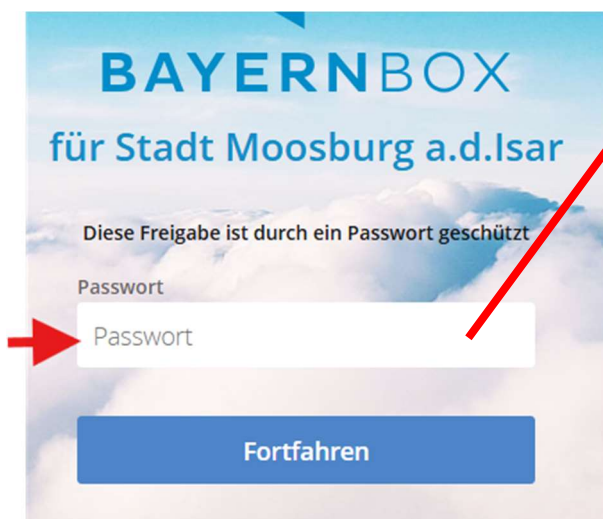 BAYERNBOX
für Stadt Moosburg a.d.Isar
Diese Freigabe ist durch ein Passwort geschützt
Passwort
Passwort
Fortfahren